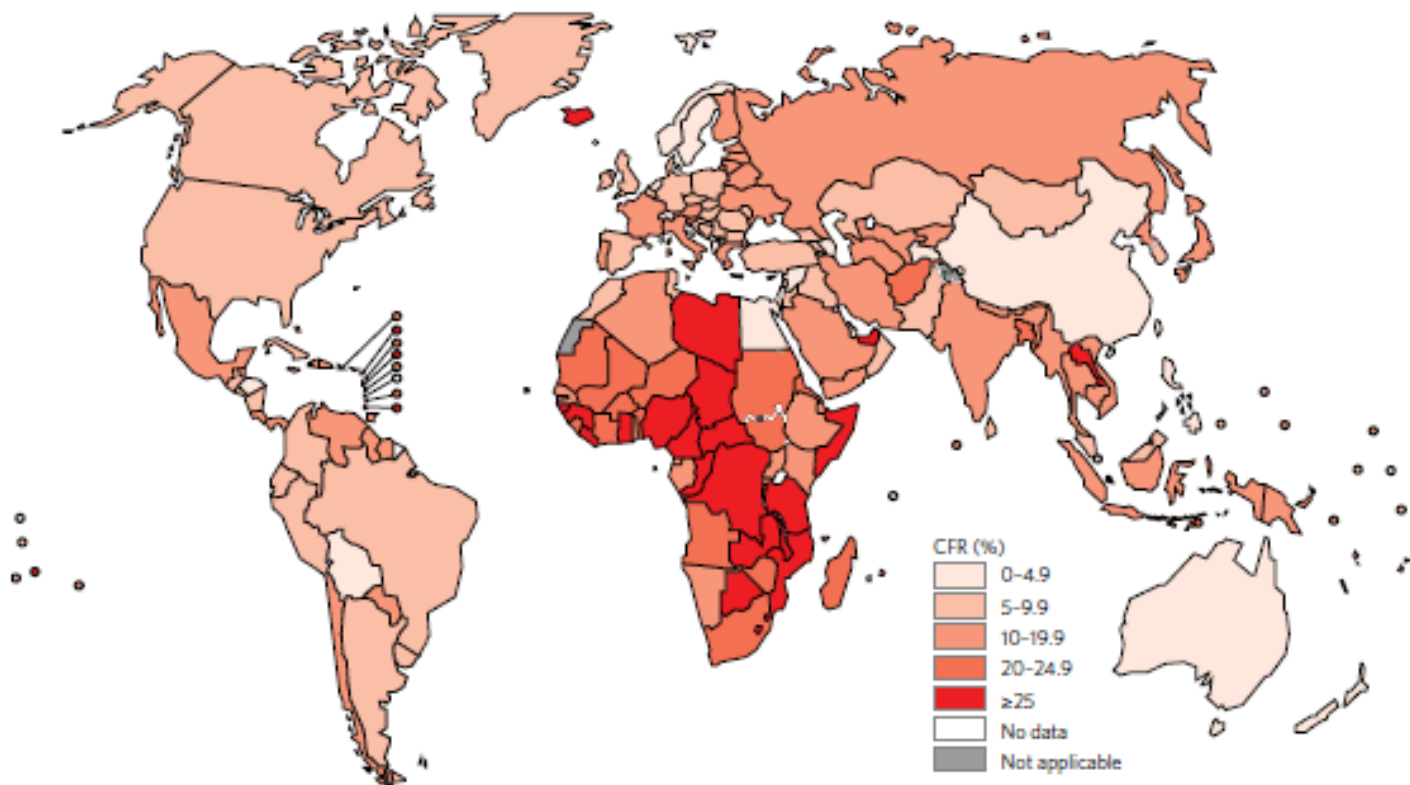 CFR (%)
0–4.9
5–9.9
10–19.9
20–24.9
≥25
No data
Not applicable